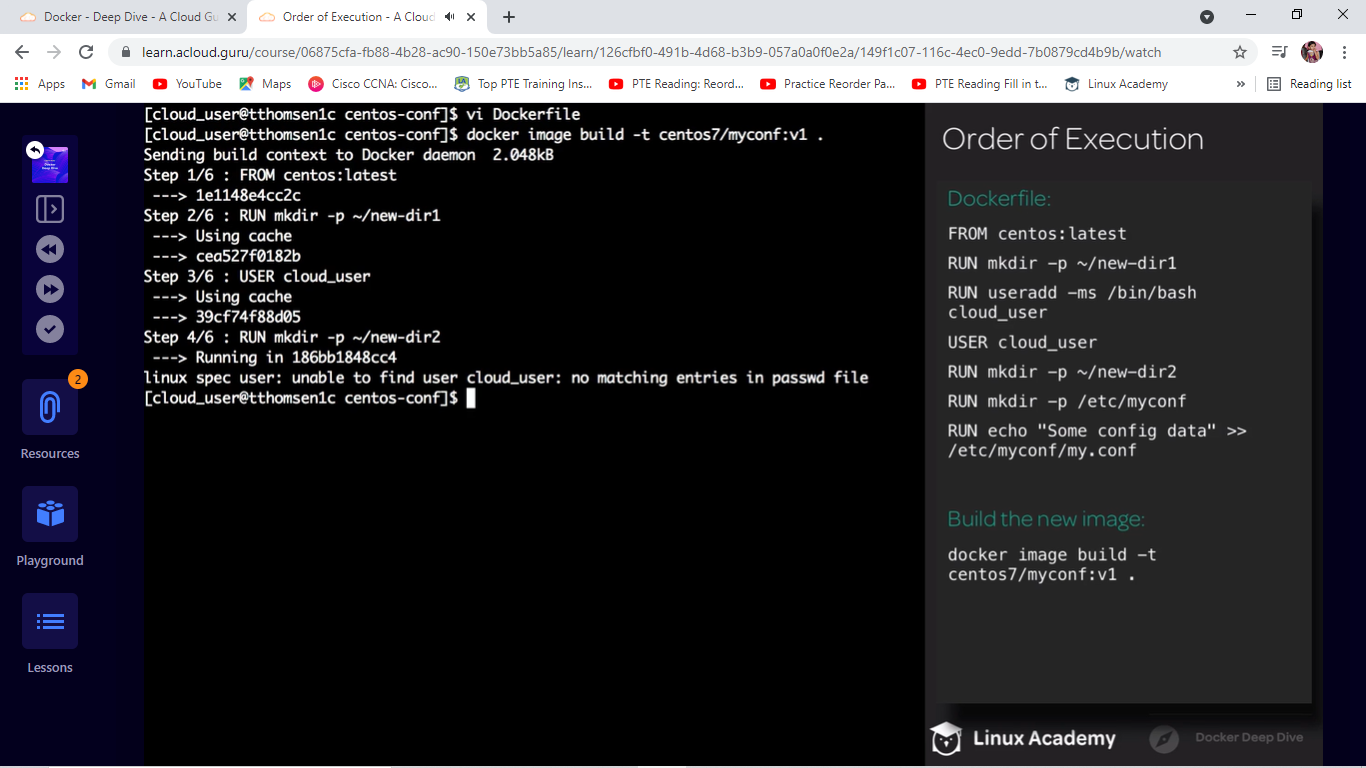 Docker - Deep Dive - A Cloud Gu
Order of Execution - A Cloud
learn.acloud.guru/course/06875cfa-fb88-4b28-ac90-150e73bb5a85/learn/126cfbf0-491b-4d68-b3b9-057a0a0f0e2a/149f1c07-116c-4ec0-9edd-7b0879cd4b9b/watch
Apps Gmail YouTube Maps Cisco CCNA: Cisco... Top PTE Training Ins... PTE Reading: Reord... Practice Reorder Pa... PTE Reading Fill in t... Linux Academy » Reading list
[cloud_user@tthomsen1c centos-conf]$ vi Dockerfile
[cloud_user@tthomsen1c centos-conf]$ docker image build -t centos7/myconf:v1 .
Sending build context to Docker daemon  2.048kB
Step 1/6 : FROM centos:latest
---> 1e1148e4cc2c
Step 2/6 : RUN mkdir -p ~/new-dir1
---> Using cache
---> cea527f0182b
Step 3/6 : USER cloud_user
---> Using cache
---> 39cf74f88d05
Step 4/6 : RUN mkdir -p ~/new-dir2
---> Running in 186bb1848cc4
linux spec user: unable to find user cloud_user: no matching entries in passwd file
[cloud_user@tthomsen1c centos-conf]$
2
Resources
Playground
Lessons
Order of Execution
Dockerfile:
FROM centos:latest
RUN mkdir -p ~/new-dir1
RUN useradd -ms /bin/bash
cloud_user
USER cloud_user
RUN mkdir -p ~/new-dir2
RUN mkdir -p /etc/myconf
RUN echo "Some config data" >>
/etc/myconf/my.conf
Build the new image:
docker image build -t
centos7/myconf:v1 .
Linux Academy
Docker Deep Dive